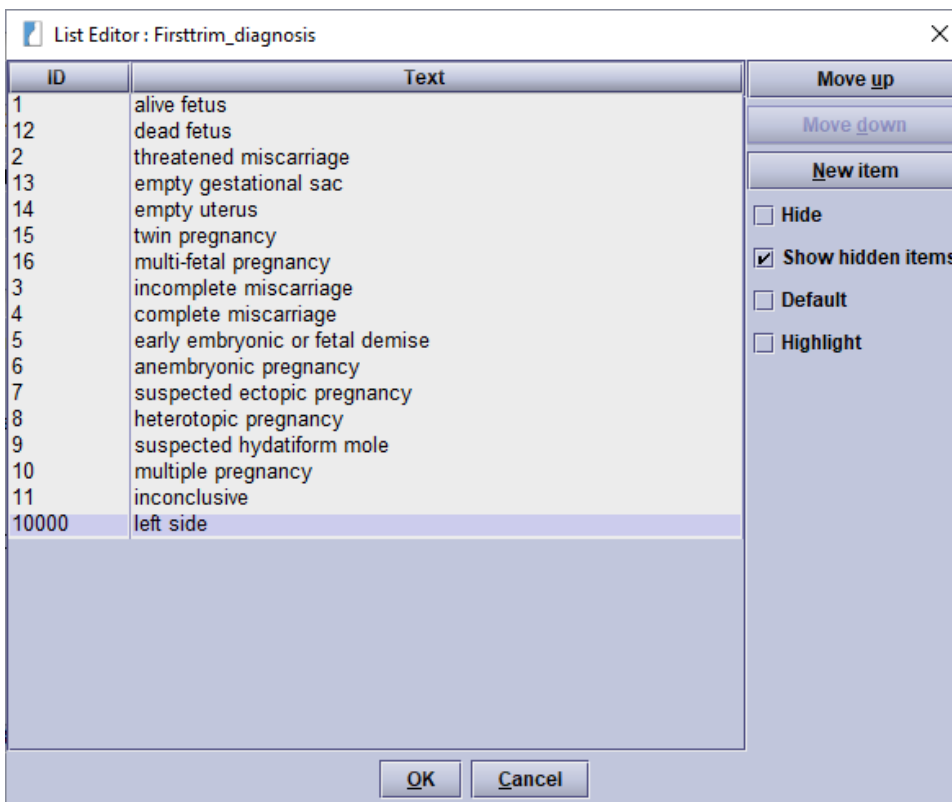 List Editor : Firsttrim_diagnosis
ID Text
1 alive fetus
12 dead fetus
2 threatened miscarriage
13 empty gestational sac
14 empty uterus
15 twin pregnancy
16 multi-fetal pregnancy
3 incomplete miscarriage
4 complete miscarriage
5 early embryonic or fetal demise
6 anembryonic pregnancy
7 suspected ectopic pregnancy
8 heterotopic pregnancy
9 suspected hydatiform mole
10 multiple pregnancy
11 inconclusive
10000 left side
Move up
Move down
New item
Hide
Show hidden items
Default
Highlight
OK Cancel